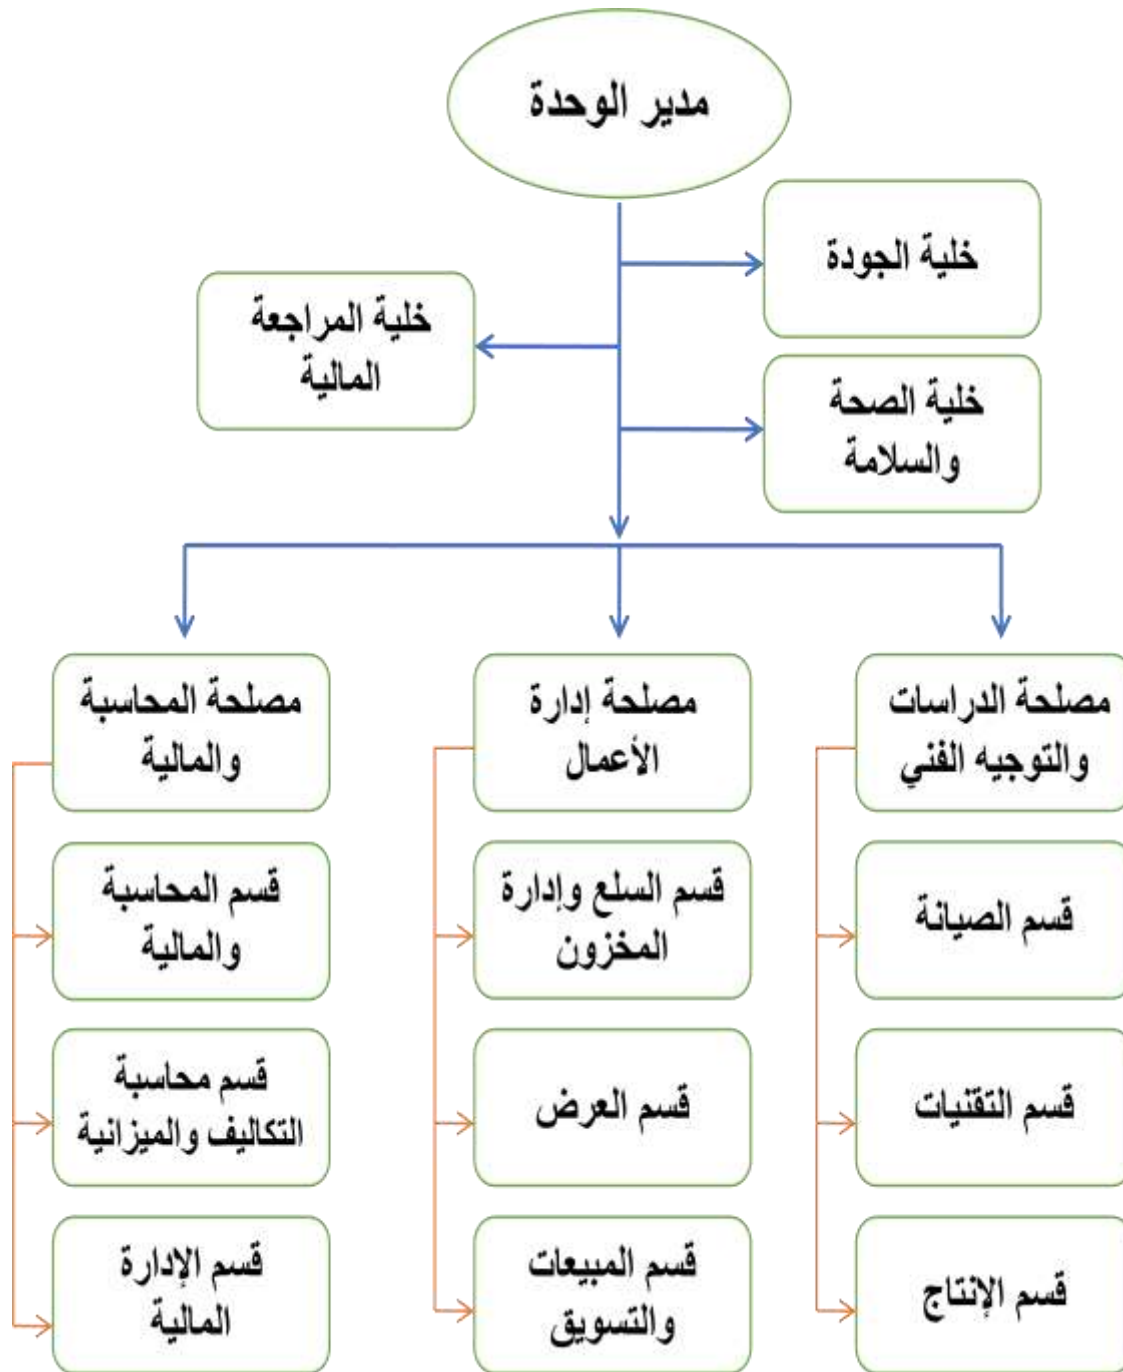 مدير الوحدة
خلية الجودة
خلية المراجعة
المالية
خلية الصحة
والسلامة
مصلحة الدراسات
والتوجيه الفني
قسم الصيانة
قسم التقنيات
قسم الإنتاج
مصلحة إدارة
الأعمال
قسم السلع وإدارة
المخزون
قسم العرض
قسم المبيعات
والتسويق
مصلحة المحاسبة
والمالية
قسم المحاسبة
والمالية
قسم محاسبة
التكاليف والميزانية
قسم الإدارة
المالية